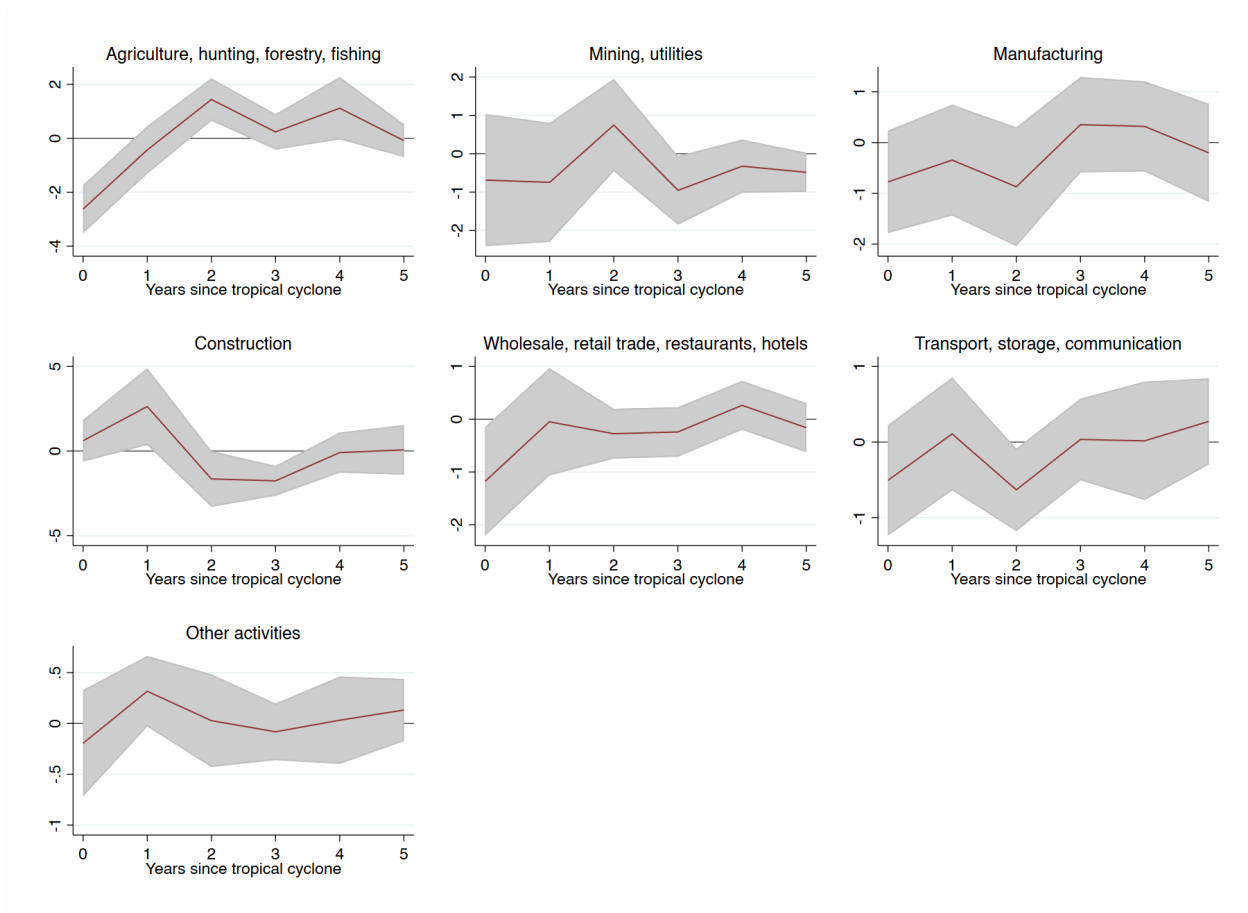 Agriculture, hunting, forestry, fishing
2
0
-2
-4
0 1 2 3 4 5
Years since tropical cyclone
Mining, utilities
2
1
0
-1
-2
0 1 2 3 4 5
Years since tropical cyclone
Manufacturing
1
0
-1
-2
0 1 2 3 4 5
Years since tropical cyclone
Construction
5
0
-5
0 1 2 3 4 5
Years since tropical cyclone
Wholesale, retail trade, restaurants, hotels
1
0
-1
-2
0 1 2 3 4 5
Years since tropical cyclone
Transport, storage, communication
1
0
-1
0 1 2 3 4 5
Years since tropical cyclone
Other activities
.5
0
-.5
-1
0 1 2 3 4 5
Years since tropical cyclone